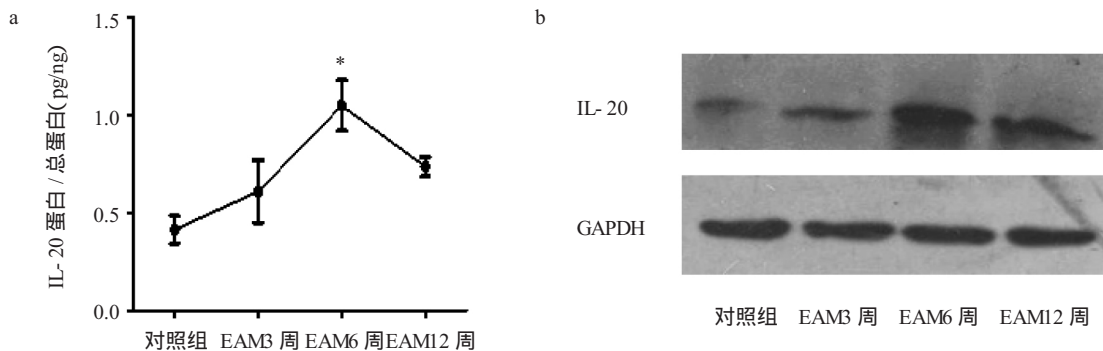 a
IL- 20 蛋白 / 总蛋白( pg/ng)
1.5
1.0
0.5
0.0
*
对照组 EAM3 周 EAM6 周 EAM12 周
b
IL- 20
GAPDH
对照组 EAM3 周 EAM6 周 EAM12 周